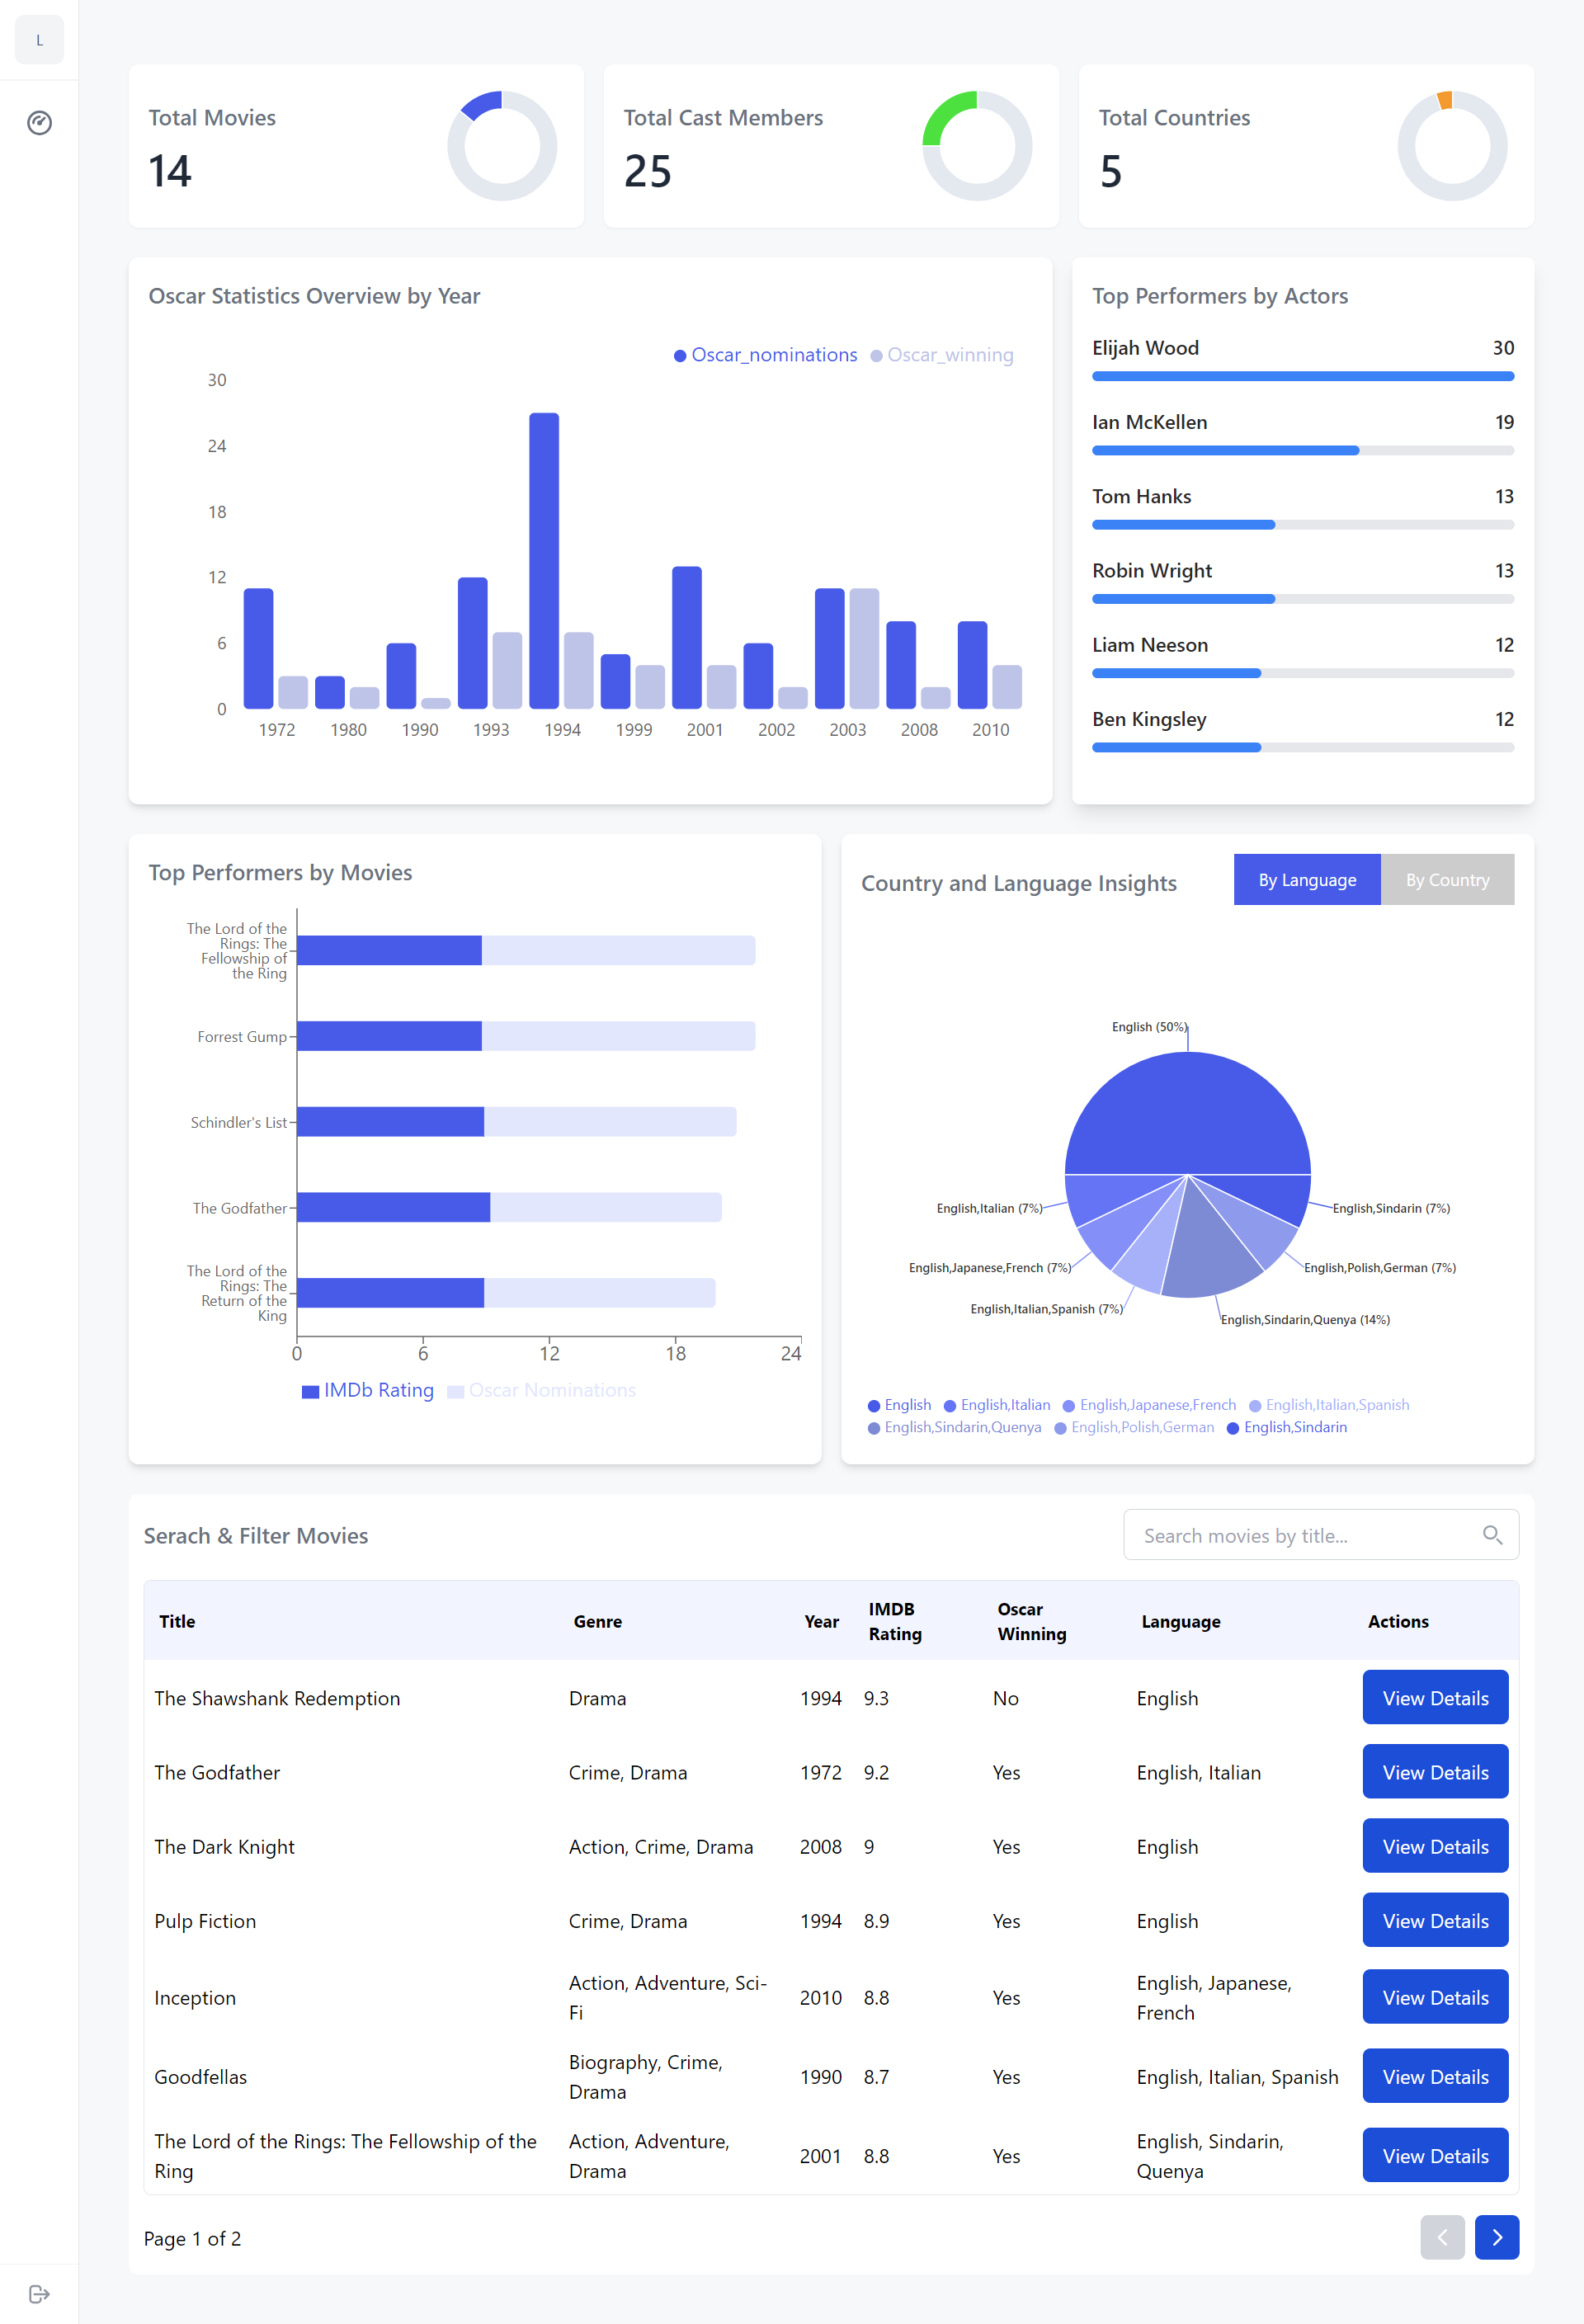 L
Total Movies
14
Total Cast Members
25
Total Countries
5
Oscar Statistics Overview by Year
Oscar_nominations Oscar_winning
30
24
18
12
6
0
1972 1980 1990 1993 1994 1999 2001 2002 2003 2008 2010
Top Performers by Actors
Elijah Wood 30
Ian McKellen 19
Tom Hanks 13
Robin Wright 13
Liam Neeson 12
Ben Kingsley 12
Top Performers by Movies
The Lord of the
Rings: The
Fellowship of
the Ring
Forrest Gump
Schindler's List
The Godfather
The Lord of the
Rings: The
Return of the
King
0 6 12 18 24
IMDb Rating Oscar Nominations
Country and Language Insights
By Language By Country
English (50%)
English,Italian (7%)
English,Sindarin (7%)
English,Japanese,French (7%)
English,Polish,German (7%)
English,Italian,Spanish (7%)
English,Sindarin,Quenya (14%)
English English,Italian English,Japanese,French English,Italian,Spanish
English,Sindarin,Quenya English,Polish,German English,Sindarin
Serach & Filter Movies
Search movies by title...
Title Genre Year IMDB Rating Oscar Winning Language Actions
The Shawshank Redemption Drama 1994 9.3 No English View Details
The Godfather Crime, Drama 1972 9.2 Yes English, Italian View Details
The Dark Knight Action, Crime, Drama 2008 9 Yes English View Details
Pulp Fiction Crime, Drama 1994 8.9 Yes English View Details
Inception Action, Adventure, Sci-Fi 2010 8.8 Yes English, Japanese, French View Details
Goodfellas Biography, Crime, Drama 1990 8.7 Yes English, Italian, Spanish View Details
The Lord of the Rings: The Fellowship of the Ring Action, Adventure, Drama 2001 8.8 Yes English, Sindarin, Quenya View Details
Page 1 of 2